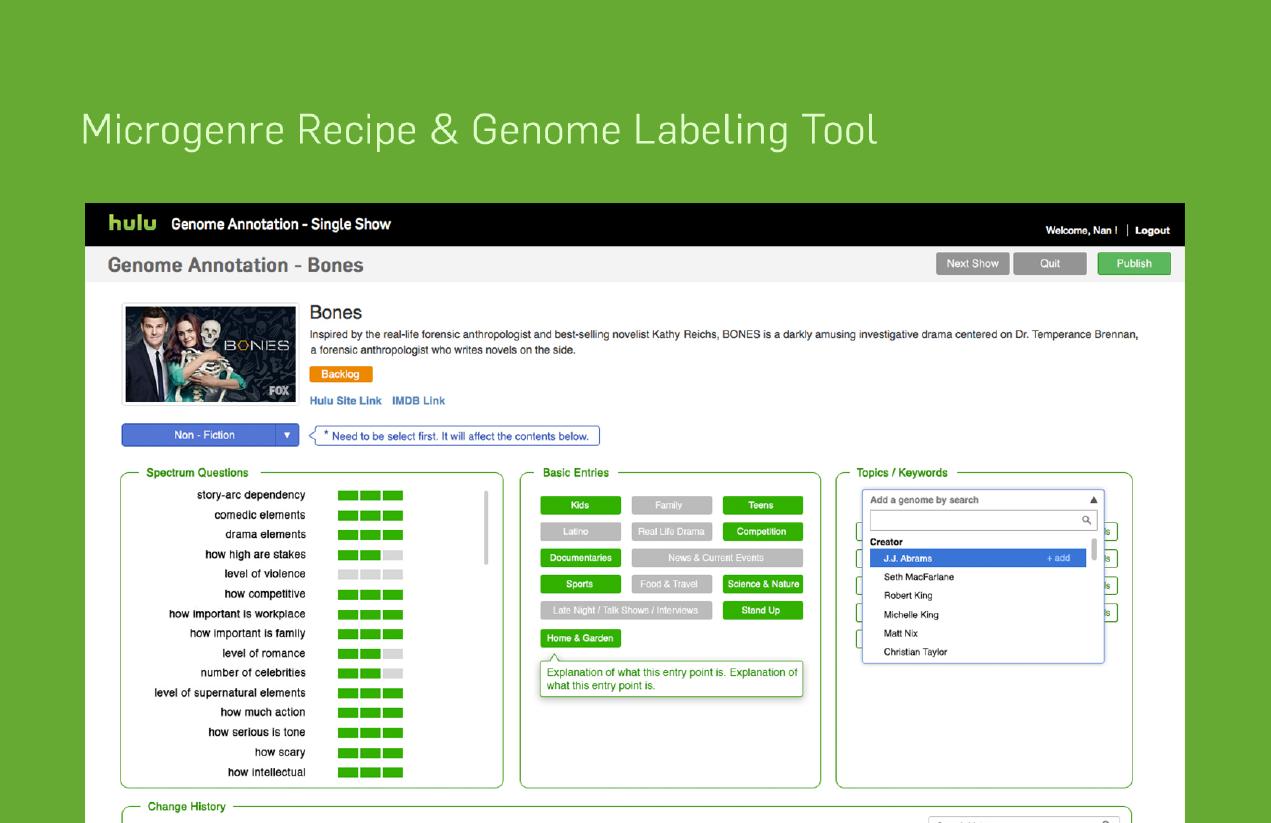 Microgenre Recipe & Genome Labeling Tool
hulu Genome Annotation - Single Show
Welcome, Nan ! | Logout
Genome Annotation - Bones
Next Show Quit Publish
BONES
FOX
Bones
Inspired by the real-life forensic anthropologist and best-selling novelist Kathy Reichs, BONES is a darkly amusing investigative drama centered on Dr. Temperance Brennan,
a forensic anthropologist who writes novels on the side.
Backlog
Hulu Site Link IMDB Link
Non - Fiction ▼
* Need to be select first. It will affect the contents below.
Spectrum Questions
story-arc dependency
comedic elements
drama elements
how high are stakes
level of violence
how competitive
how important is workplace
how important is family
level of romance
number of celebrities
level of supernatural elements
how much action
how serious is tone
how scary
how intellectual
Basic Entries
Kids Family Teens
Latino Real Life Drama Competition
Documentaries News & Current Events
Sports Food & Travel Science & Nature
Late Night / Talk Shows / Interviews Stand Up
Home & Garden
Explanation of what this entry point is. Explanation of
what this entry point is.
Topics / Keywords
Add a genome by search ▲
Creator
J.J. Abrams + add
Seth MacFarlane
Robert King
Michelle King
Matt Nix
Christian Taylor
Change History